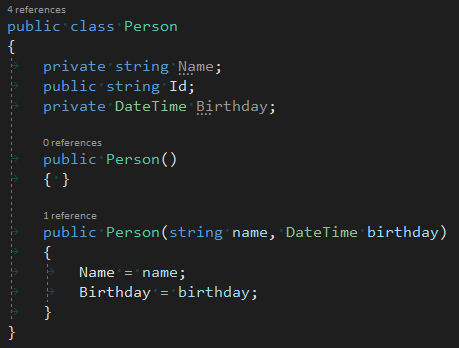 4 references
public class Person
{
private string Name;
public string Id;
private DateTime Birthday;
0 references
public Person()
{ }
1 reference
public Person(string name, DateTime birthday)
{
Name = name;
Birthday = birthday;
}
}